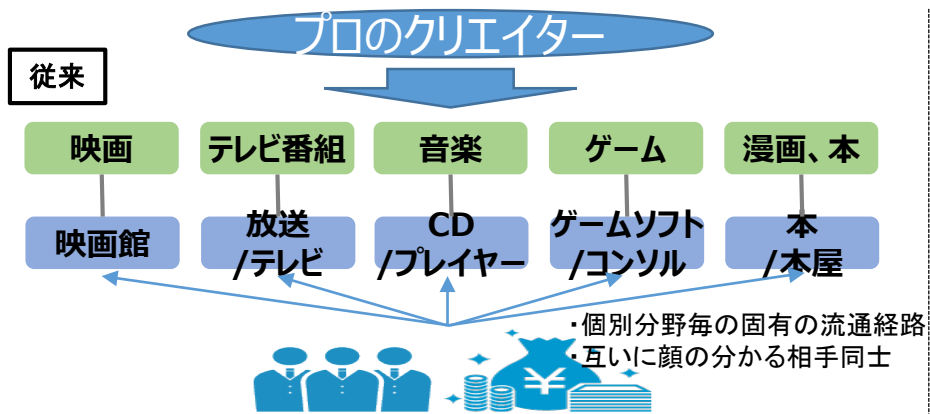 プロのクリエイター
従来
映画
テレビ番組
音楽
ゲーム
漫画、本
映画館
放送
/テレビ
CD
/プレイヤー
ゲームソフト
/コンソル
本
/本屋
・個別分野毎の固有の流通経路
・互いに顔の分かる相手同士
¥